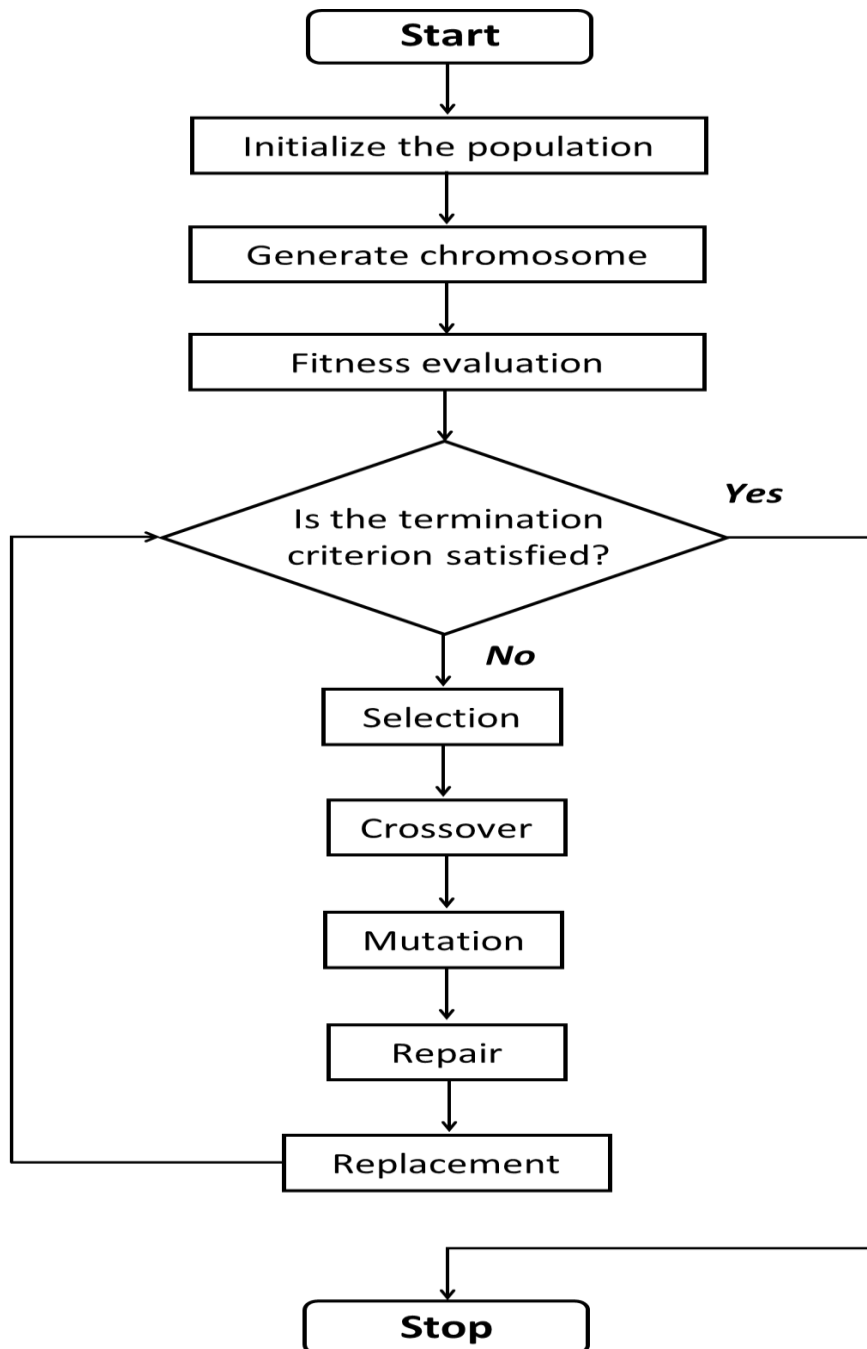 Start
Initialize the population
Generate chromosome
Fitness evaluation
Yes
Is the termination
criterion satisfied?
No
Selection
Crossover
Mutation
Repair
Replacement
Stop